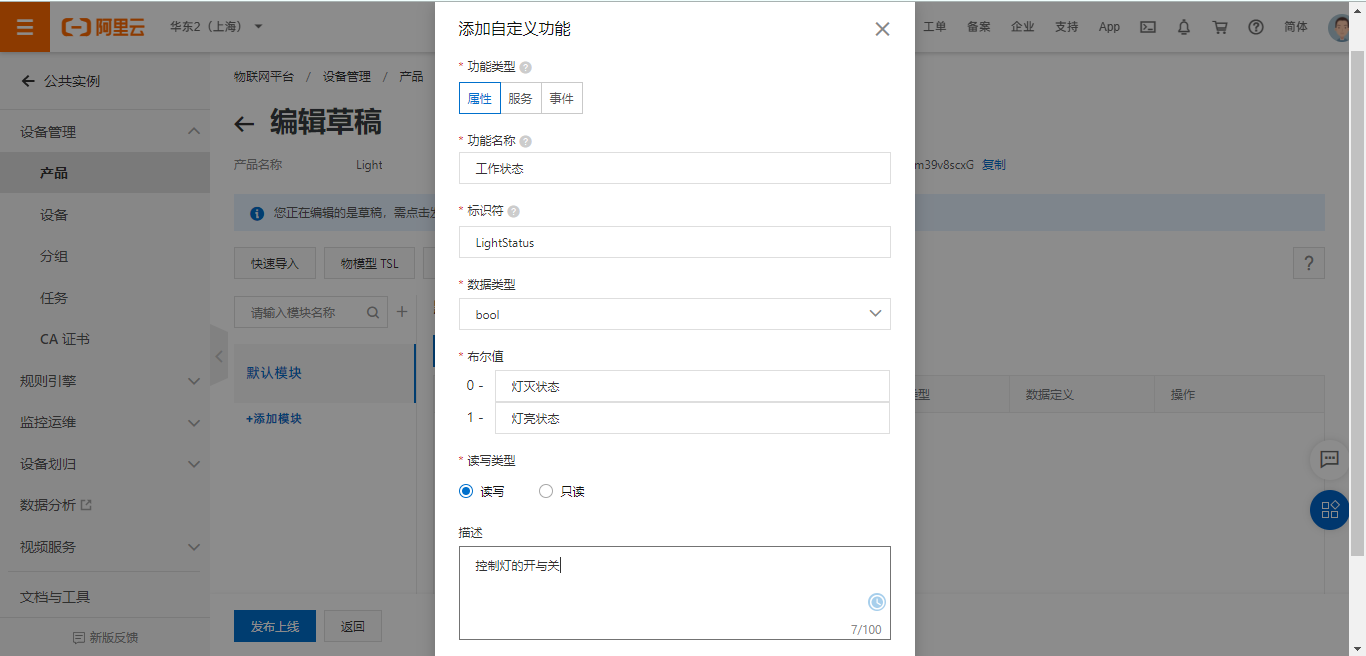 阿里云
华东2（上海）
工单
备案
企业
支持
App
简体
公共实例
设备管理
产品
设备
分组
任务
CA 证书
规则引擎
监控运维
设备划归
数据分析
视频服务
文档与工具
新版反馈
物联网平台 / 设备管理 / 产品
编辑草稿
产品名称 Light
m39v8scxG 复制
您正在编辑的是草稿，需点击
快速导入
物模型 TSL
请输入模块名称
默认模块
+添加模块
型
数据定义
操作
发布上线
返回
添加自定义功能
* 功能类型
属性 服务 事件
* 功能名称
工作状态
* 标识符
LightStatus
* 数据类型
bool
* 布尔值
0 - 灯灭状态
1 - 灯亮状态
* 读写类型
读写 只读
描述
控制灯的开与关
7/100